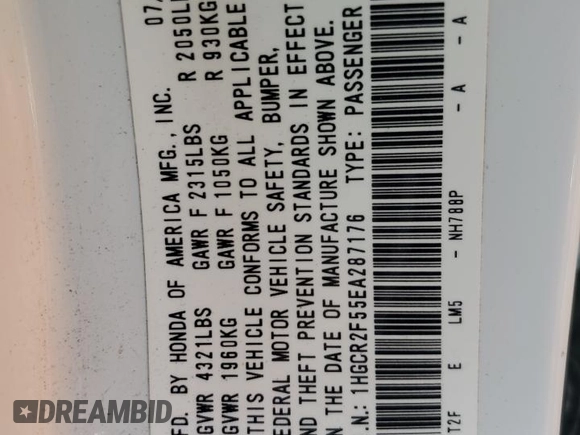 FD. BY HONDA OF AMERICA MFG., INC. 07
GVWR 4321LBS GAWR F 2315LBS R 2050L
GVWR 1960KG GAWR F 1050KG R 930KG
THIS VEHICLE CONFORMS TO ALL APPLICABLE
EDERAL MOTOR VEHICLE SAFETY, BUMPER,
ND THEFT PREVENTION STANDARDS IN EFFECT
N THE DATE OF MANUFACTURE SHOWN ABOVE.
.N.: 1HGCR2F55EA287176 TYPE: PASSENGER
T2F E LM5 - NH788P - A - A
DREAMBID